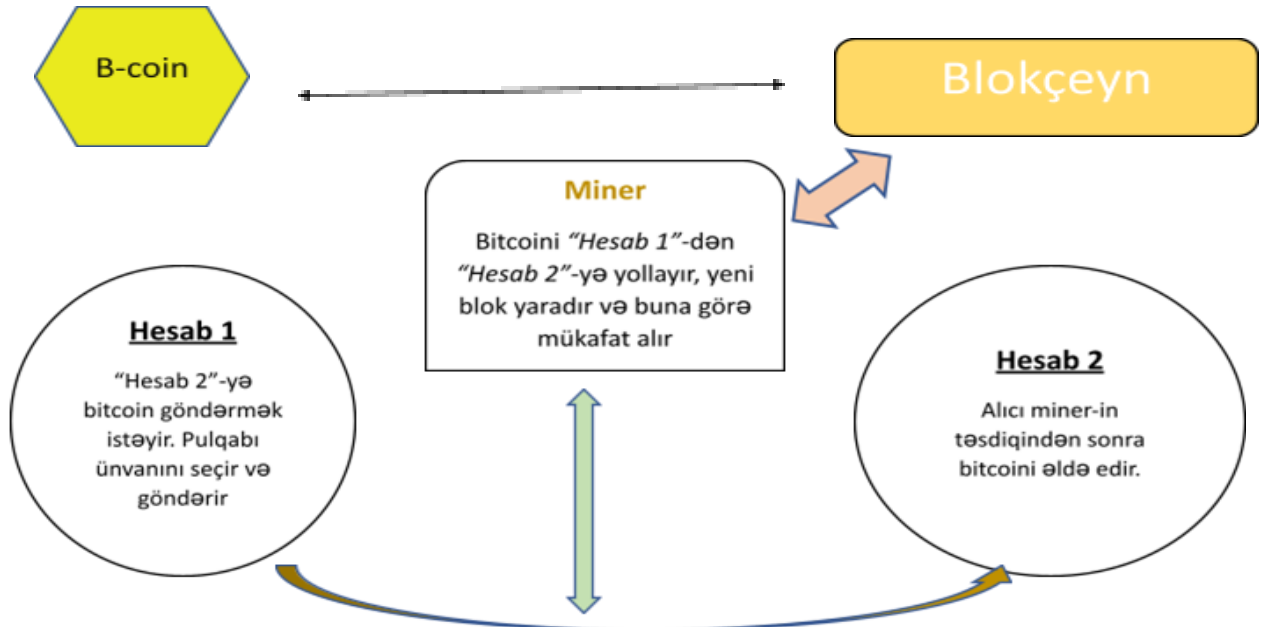 B-coin
Blokçeyn
Miner
Bitcoini “Hesab 1”-dən
“Hesab 2”-yə yollayır, yeni
blok yaradır və buna görə
mükafat alır
Hesab 1
“Hesab 2”-yə
bitcoin göndərmək
istəyir. Pulqabı
ünvanını seçir və
göndərir
Hesab 2
Alıcı miner-in
təsdiqindən sonra
bitcoini əldə edir.